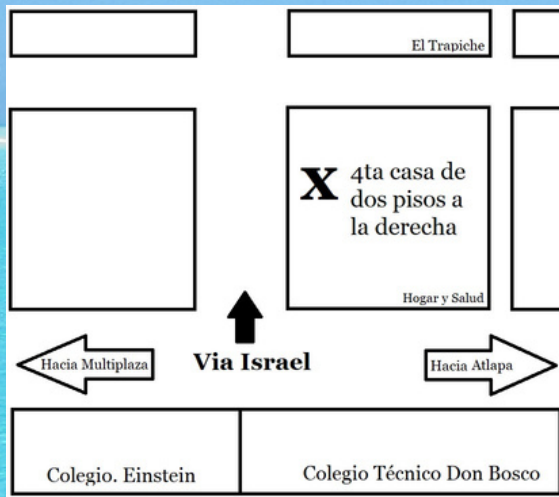 El Trapiche
X
4ta casa de
dos pisos a
la derecha
Hogar y Salud
Hacia Multiplaza
Via Israel
Hacia Atlapa
Colegio. Einstein
Colegio Técnico Don Bosco